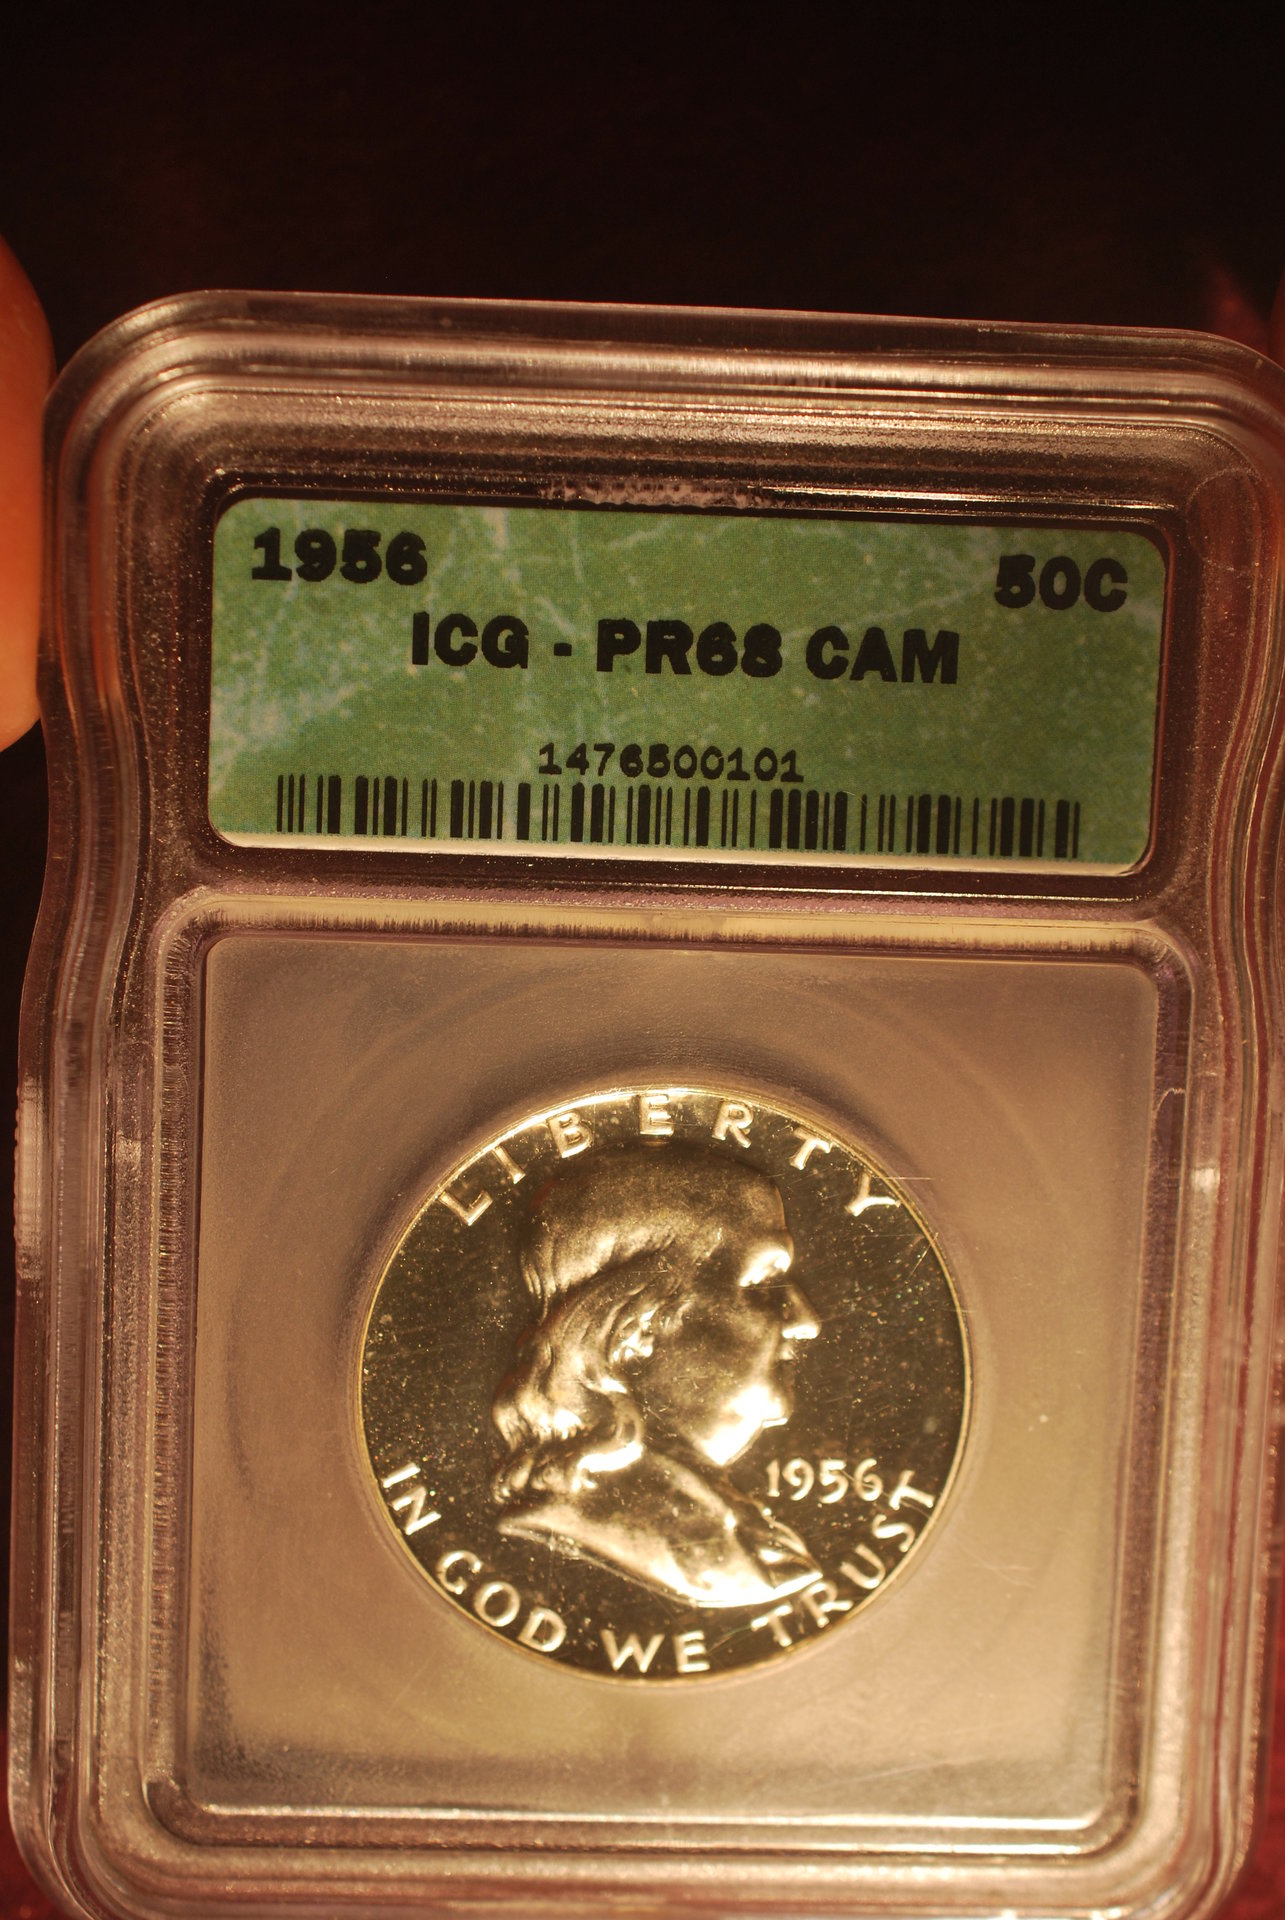 1956
50C
ICG - PR68 CAM
1476500101
LIBERTY
1956
IN GOD WE TRUST